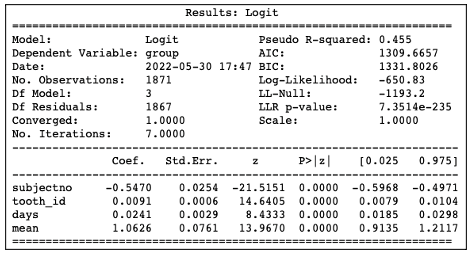 Results: Logit
Model: Logit Pseudo R-squared: 0.455
Dependent Variable: group AIC: 1309.6657
Date: 2022-05-30 17:47 BIC: 1331.8026
No. Observations: 1871 Log-Likelihood: -650.83
Df Model: 3 LL-Null: -1193.2
Df Residuals: 1867 LLR p-value: 7.3514e-235
Converged: 1.0000 Scale: 1.0000
No. Iterations: 7.0000
Coef. Std.Err. z P>|z| [0.025 0.975]
subjectno -0.5470 0.0254 -21.5151 0.0000 -0.5968 -0.4971
tooth_id 0.0091 0.0006 14.6405 0.0000 0.0079 0.0104
days 0.0241 0.0029 8.4333 0.0000 0.0185 0.0298
mean 1.0626 0.0761 13.9670 0.0000 0.9135 1.2117